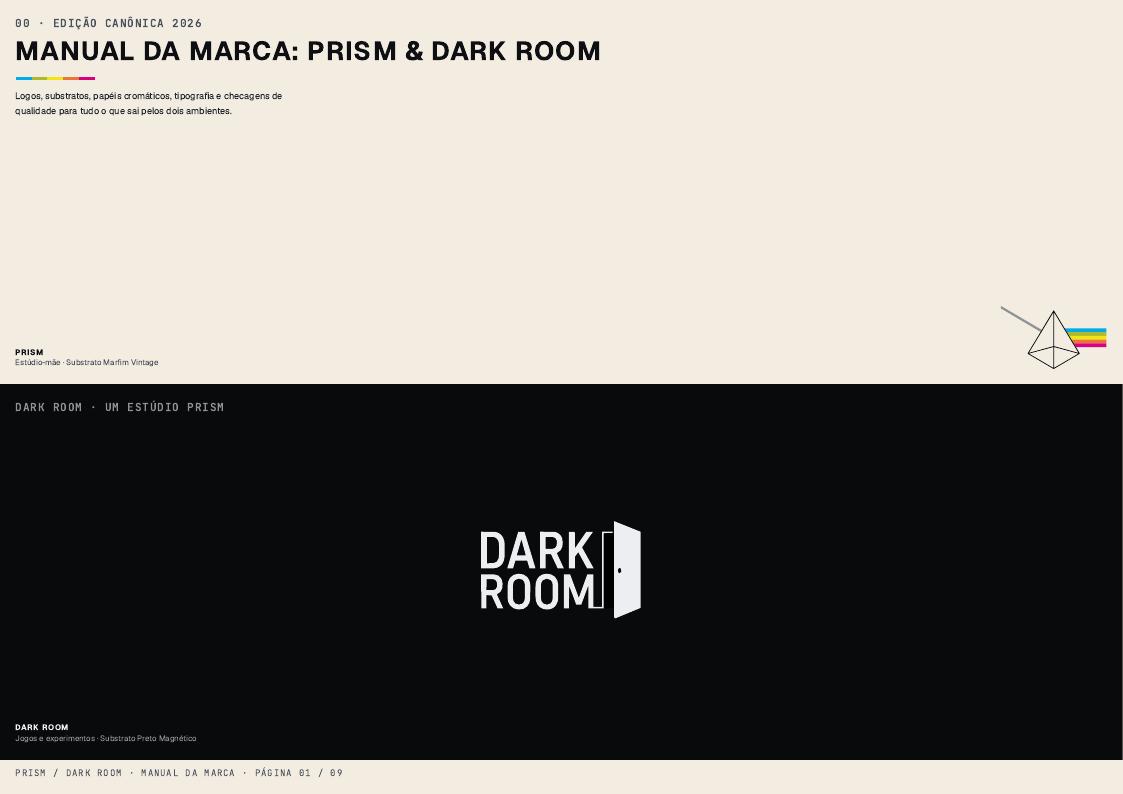 00 · EDIÇÃO CANÔNICA 2026
MANUAL DA MARCA: PRISM & DARK ROOM
Logos, substratos, papéis cromáticos, tipografia e checagens de
qualidade para tudo o que sai pelos dois ambientes.
PRISM
Estúdio-mãe · Substrato Marfim Vintage
DARK ROOM · UM ESTÚDIO PRISM
DARK
ROOM
DARK ROOM
Jogos e experimentos · Substrato Preto Magnético
PRISM / DARK ROOM · MANUAL DA MARCA · PÁGINA 01 / 09